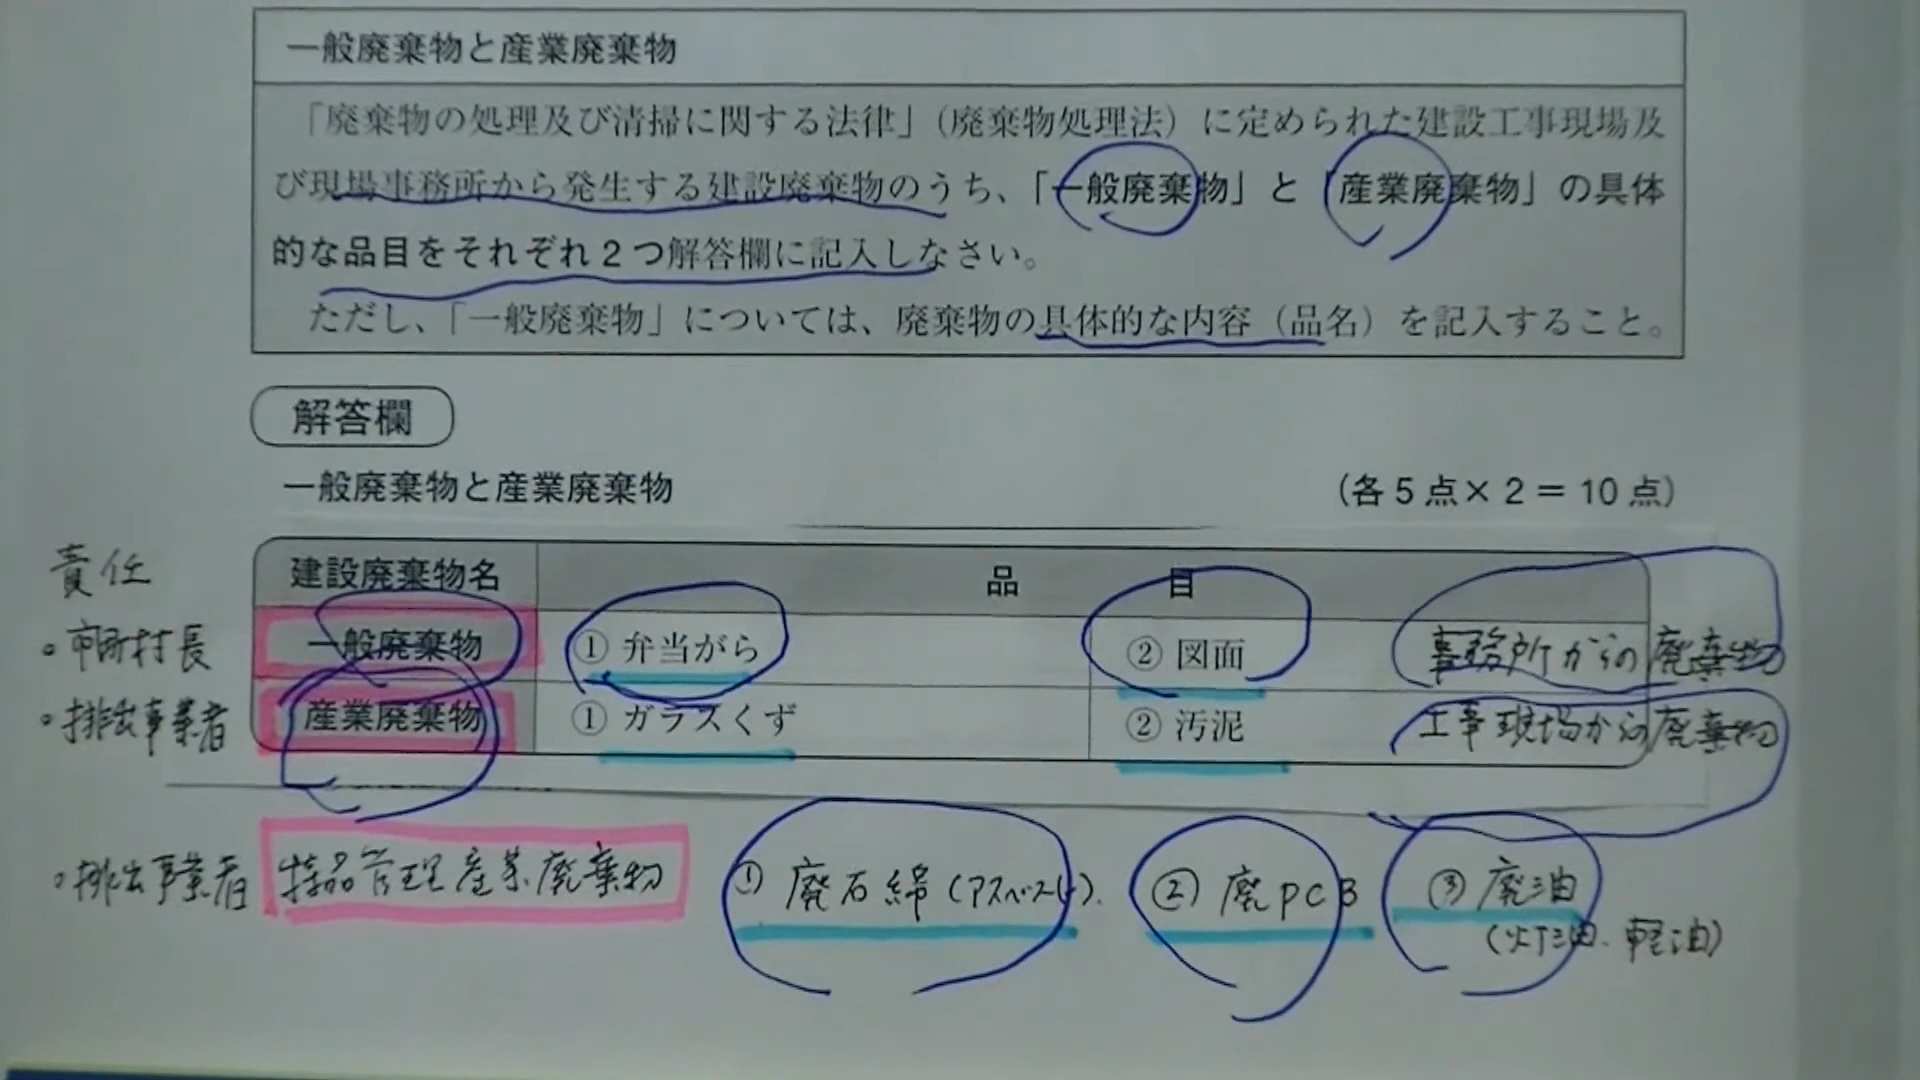 一般廃棄物と産業廃棄物
「廃棄物の処理及び清掃に関する法律」（廃棄物処理法）に定められた建設工事現場及
び現場事務所から発生する建設廃棄物のうち、「一般廃棄物」と「産業廃棄物」の具体
的な品目をそれぞれ２つ解答欄に記入しなさい。
ただし、「一般廃棄物」については、廃棄物の具体的な内容（品名）を記入すること。
解答欄
一般廃棄物と産業廃棄物 （各５点×２＝10点）
責任 建設廃棄物名 品 目
・市町村長 一般廃棄物 ① 弁当がら ② 図面 事務所からの廃棄物
・排出事業者 産業廃棄物 ① ガラスくず ② 汚泥 工事現場からの廃棄物
・排出事業者 特品管理産業廃棄物 ① 廃石綿(アスベスト). ② 廃PCB ③ 廃油
(灯油、軽油)